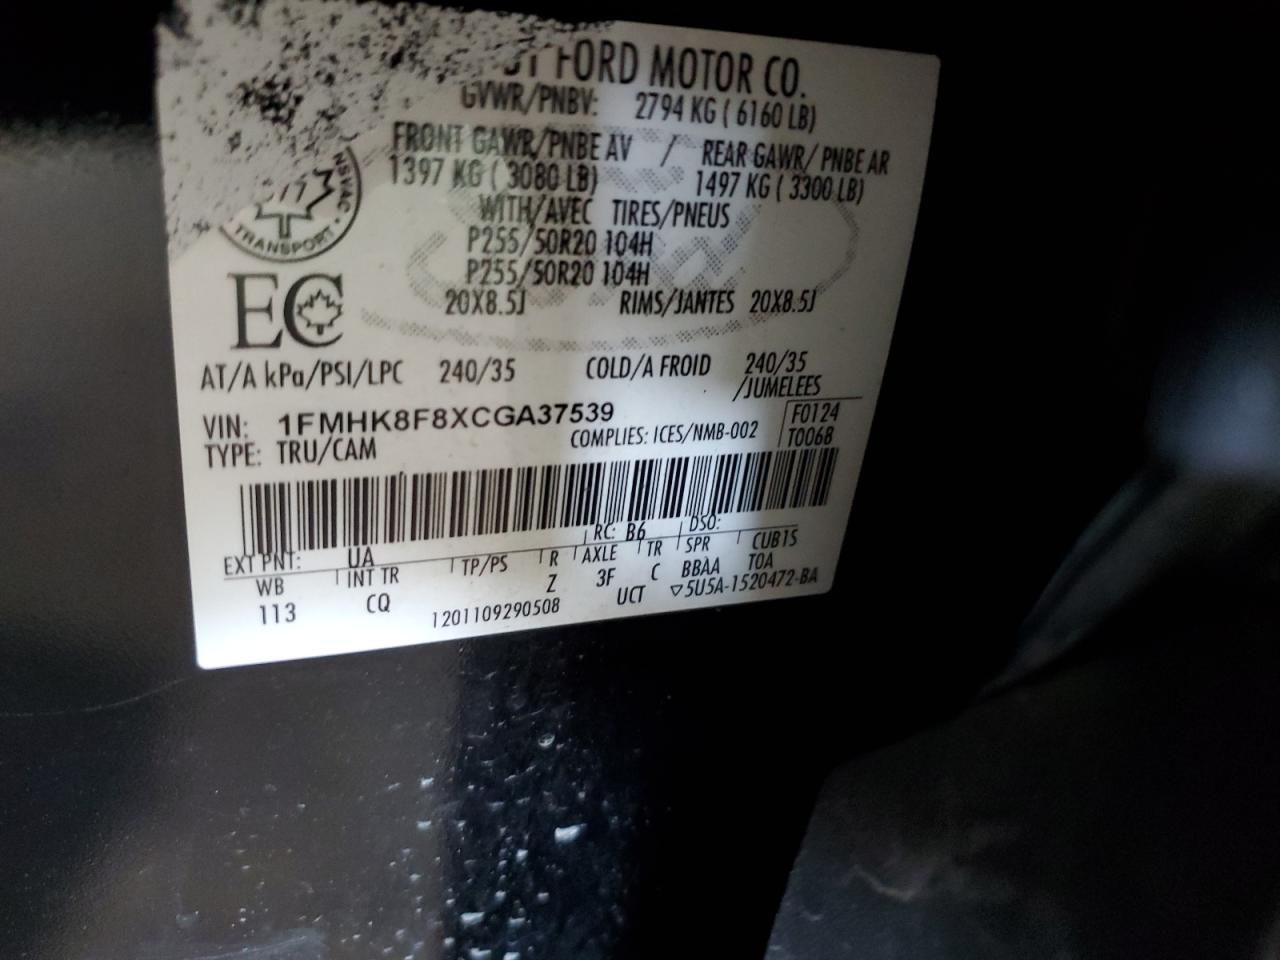 FORD MOTOR CO.
GVWR/PNBV: 2794 KG ( 6160 LB)
FRONT GAWR/PNBE AV / REAR GAWR/ PNBE AR
1397 KG ( 3080 LB) 1497 KG ( 3300 LB)
WITH/AVEC TIRES/PNEUS
P255/50R20 104H
P255/50R20 104H
20X8.5J RIMS/JANTES 20X8.5J
NSVAC
TRANSPORT
EC
AT/A kPa/PSI/LPC 240/35 COLD/A FROID 240/35
/JUMELEES
VIN: 1FMHK8F8XCGA37539 F0124
TYPE: TRU/CAM COMPLIES: ICES/NMB-002 T0068
EXT PNT: UA RC: B6 DSO:
WB INT TR TP/PS R AXLE TR SPR CUB15
113 CQ Z 3F C BBAA TOA
1201109290508 UCT ▽5U5A-1520472-BA